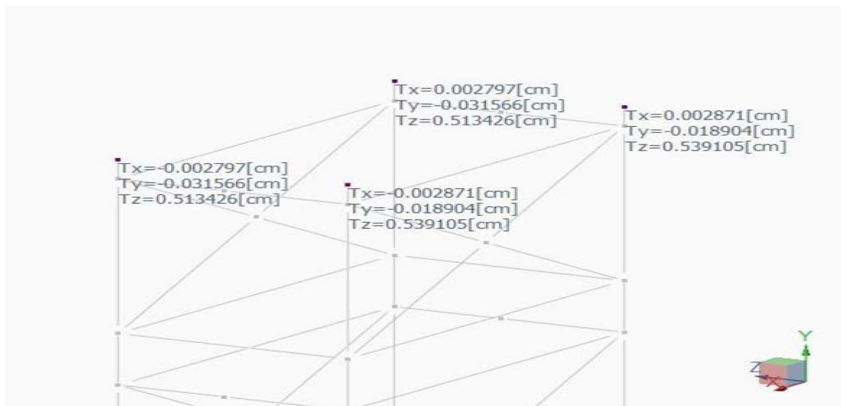 Tx=0.002797[cm]
Ty=-0.031566[cm]
Tz=0.513426[cm]
Tx=0.002871[cm]
Ty=-0.018904[cm]
Tz=0.539105[cm]
Tx=-0.002797[cm]
Ty=-0.031566[cm]
Tz=0.513426[cm]
Tx=-0.002871[cm]
Ty=-0.018904[cm]
Tz=0.539105[cm]
Y
Z
X